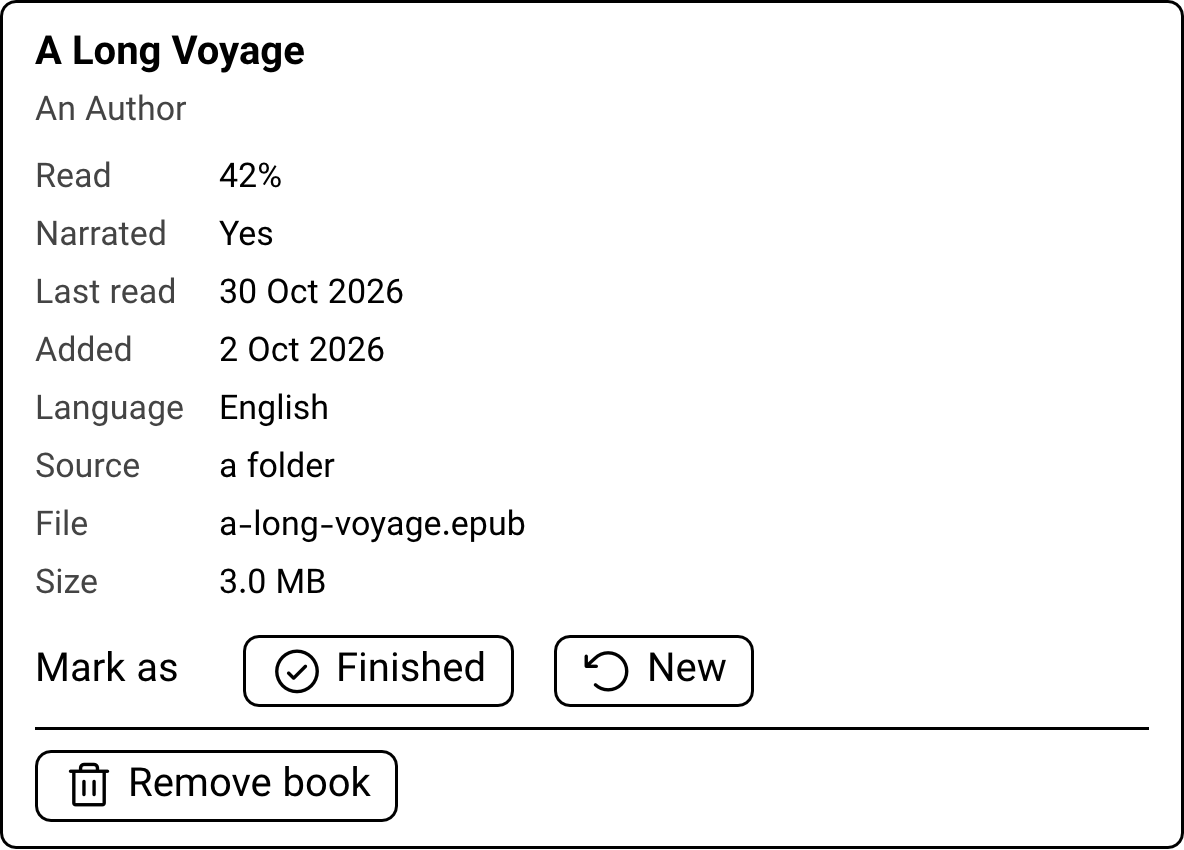 A Long Voyage
An Author
Read 42%
Narrated Yes
Last read 30 Oct 2026
Added 2 Oct 2026
Language English
Source a folder
File a-long-voyage.epub
Size 3.0 MB
Mark as Finished New
Remove book